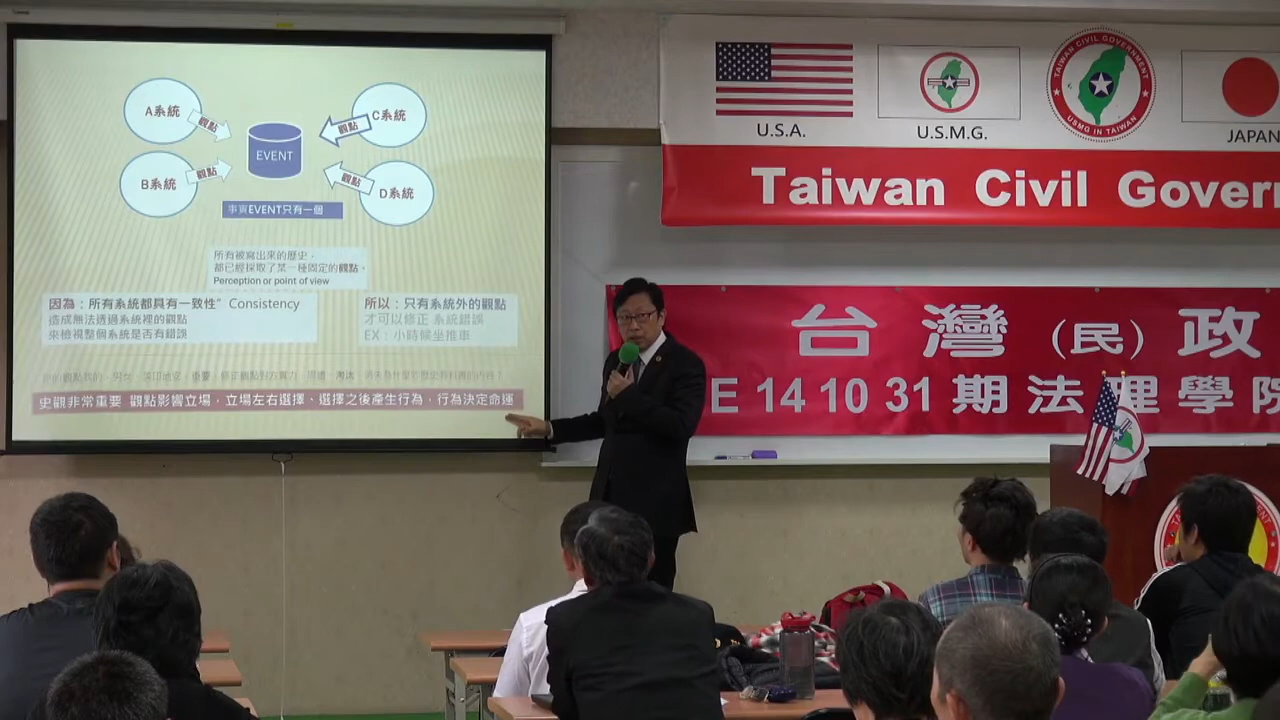 A系統
觀點
B系統
觀點
EVENT
C系統
觀點
D系統
觀點
事實EVENT只有一個
所有被寫出來的歷史，
都已經採取了某一種固定的觀點。
Perception or point of view
因為：所有系統都具有一致性"Consistency
造成無法透過系統裡的觀點
來檢視整個系統是否有錯誤
所以：只有系統外的觀點
才可以修正 系統錯誤
EX：小時候坐推車
史觀非常重要 觀點影響立場，立場左右選擇、選擇之後產生行為，行為決定命運
U.S.A.
U.S.M.G.
TAIWAN CIVIL GOVERNMENT
USMG IN TAIWAN
JAPAN
Taiwan Civil Govern
台灣（民）政
E 14 10 31 期法理學院